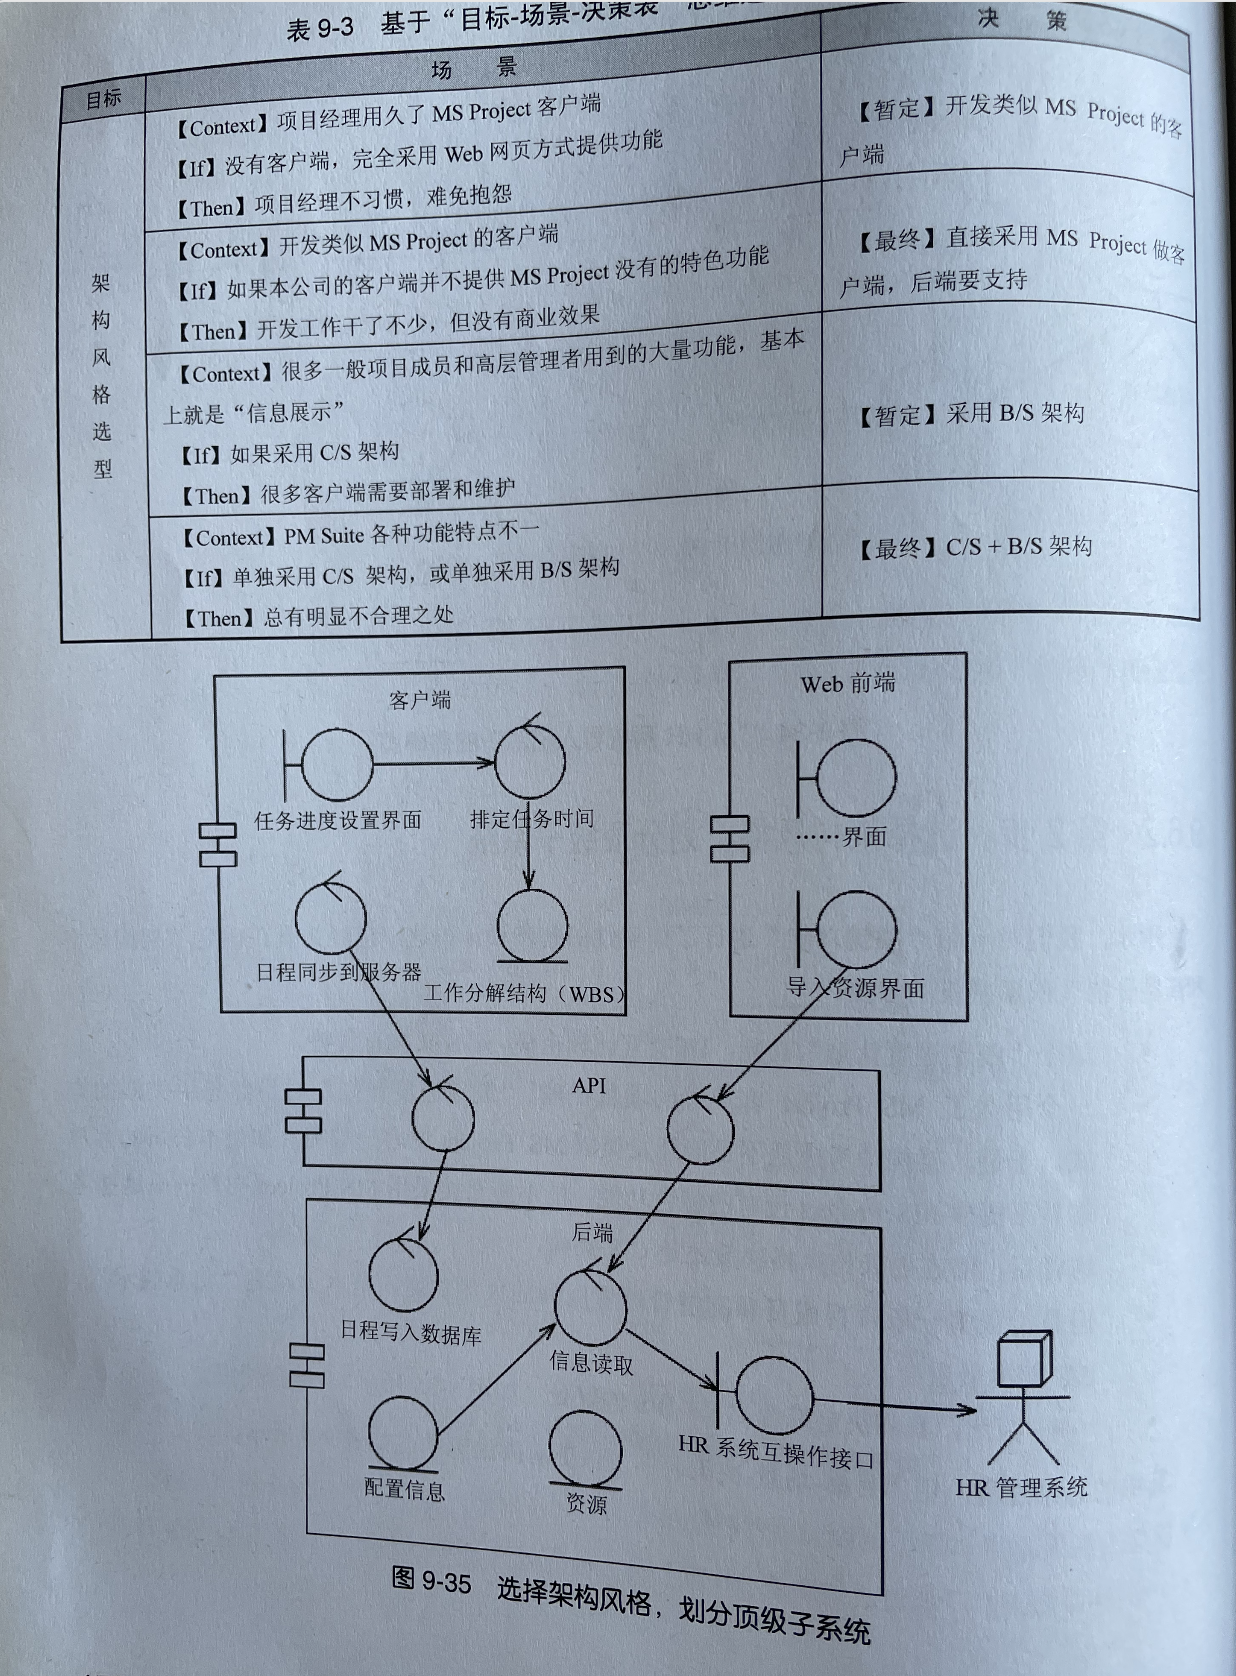 表 9-3 基于“目标-场景-决策表”
目标
场 景
决 策
架构风格选型
【Context】项目经理用久了 MS Project 客户端
【If】没有客户端，完全采用 Web 网页方式提供功能
【Then】项目经理不习惯，难免抱怨
【暂定】开发类似 MS Project 的客
户端
【Context】开发类似 MS Project 的客户端
【If】如果本公司的客户端并不提供 MS Project 没有的特色功能
【Then】开发工作干了不少，但没有商业效果
【最终】直接采用 MS Project 做客
户端，后端要支持
【Context】很多一般项目成员和高层管理者用到的大量功能，基本
上就是“信息展示”
【If】如果采用 C/S 架构
【Then】很多客户端需要部署和维护
【暂定】采用 B/S 架构
【Context】PM Suite 各种功能特点不一
【If】单独采用 C/S 架构，或单独采用 B/S 架构
【Then】总有明显不合理之处
【最终】C/S + B/S 架构
客户端
任务进度设置界面
排定任务时间
日程同步到服务器
工作分解结构（WBS）
Web 前端
……界面
导入资源界面
API
后端
日程写入数据库
信息读取
HR 系统互操作接口
配置信息
资源
HR 管理系统
图 9-35 选择架构风格，划分顶级子系统